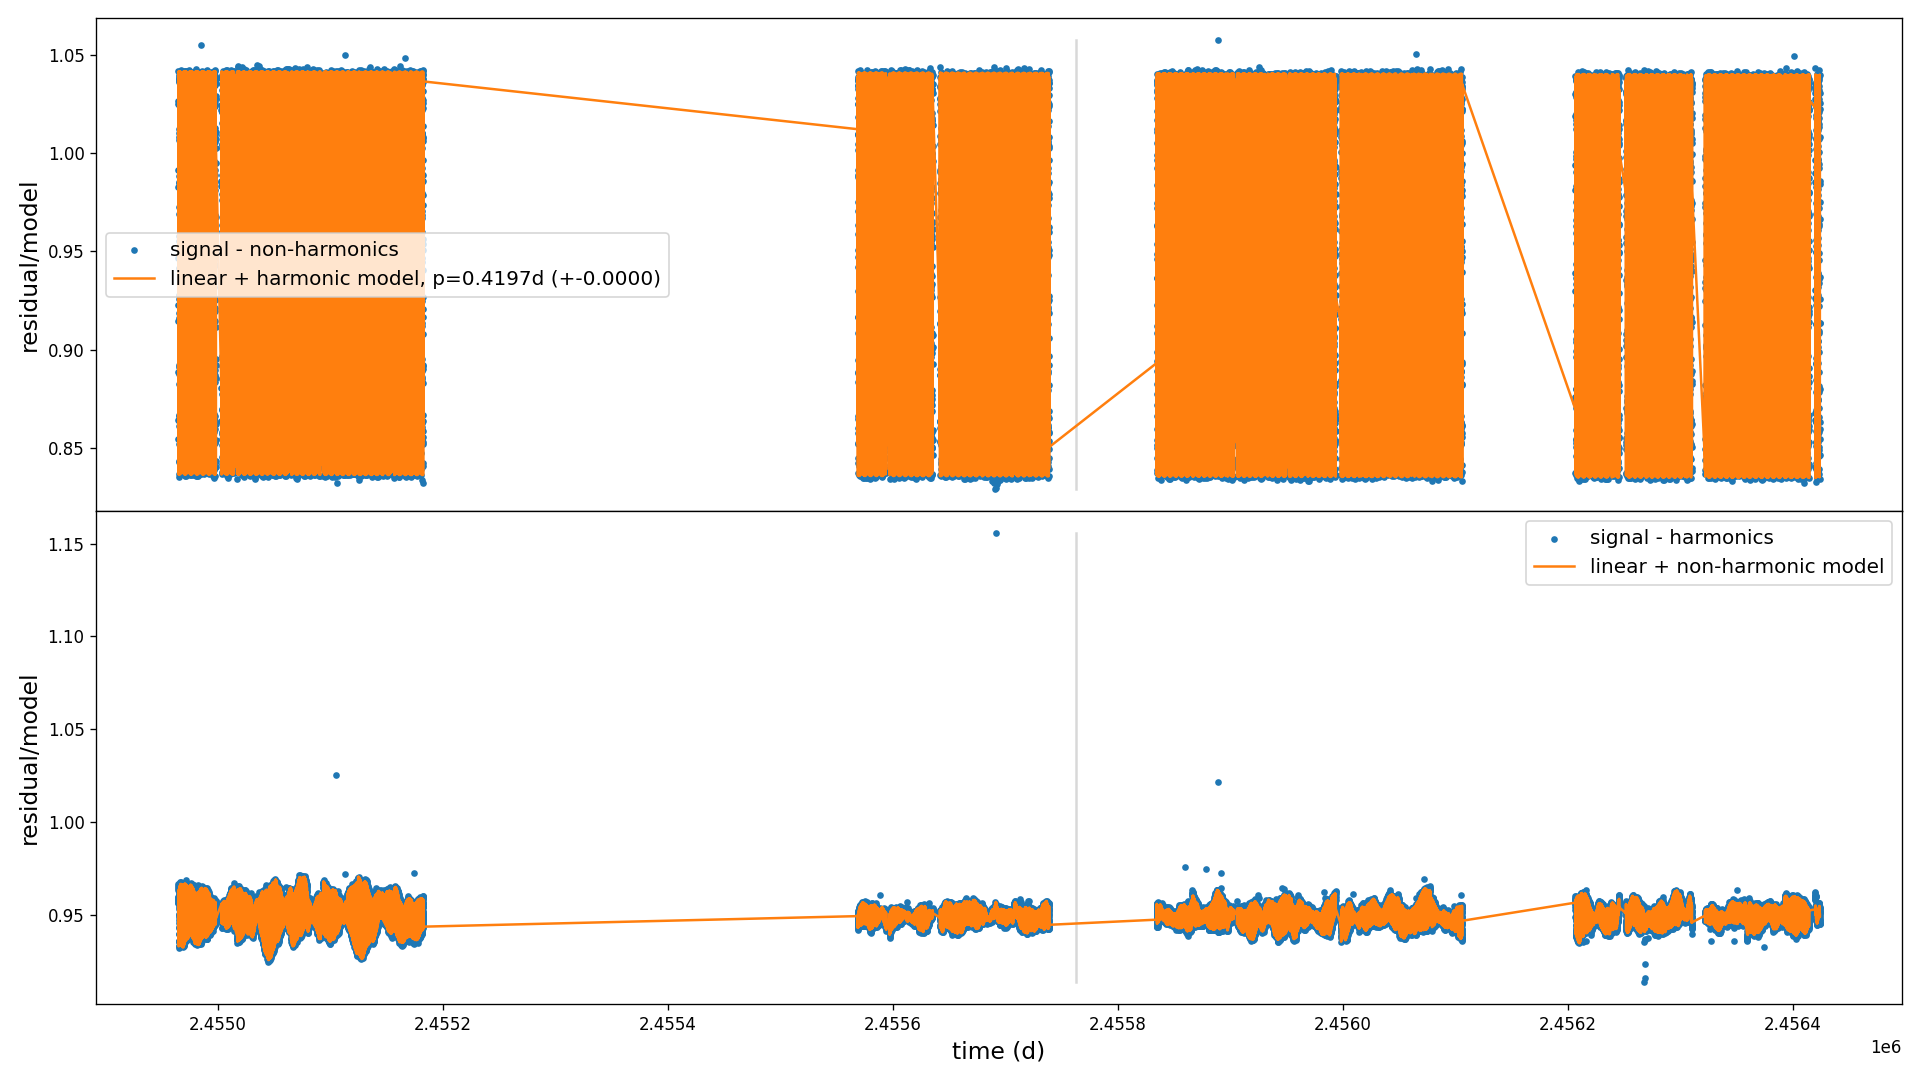 1.05
1.00
0.95
0.90
0.85
residual/model
signal - non-harmonics
linear + harmonic model, p=0.4197d (+-0.0000)
1.15
1.10
1.05
1.00
0.95
residual/model
signal - harmonics
linear + non-harmonic model
2.4550
2.4552
2.4554
2.4556
2.4558
2.4560
2.4562
2.4564
1e6
time (d)